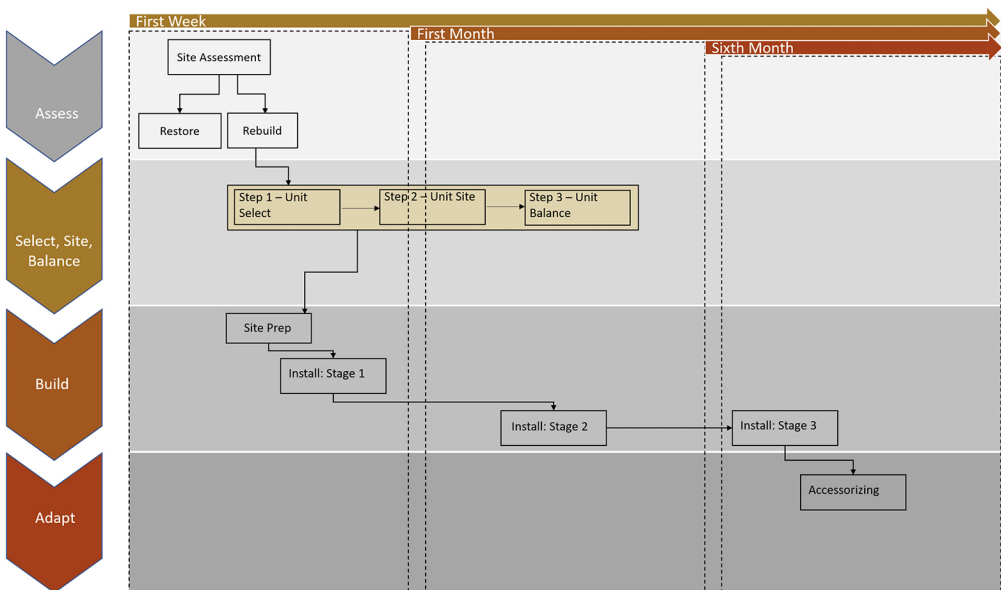 First Week
First Month
Sixth Month
Assess
Site Assessment
Restore
Rebuild
Select, Site,
Balance
Step 1 – Unit
Select
Step 2 – Unit Site
Step 3 – Unit
Balance
Build
Site Prep
Install: Stage 1
Install: Stage 2
Install: Stage 3
Adapt
Accessorizing